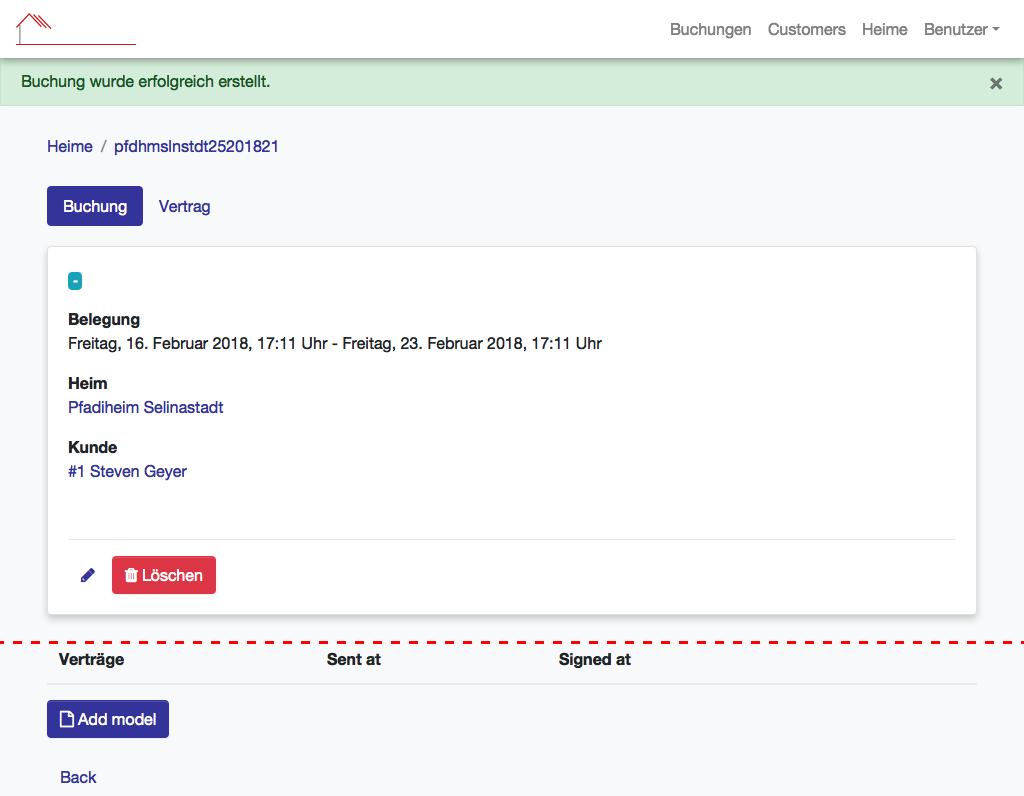 Buchungen Customers Heime Benutzer
Buchung wurde erfolgreich erstellt. ×
Heime / pfdhmslnstdt25201821
Buchung Vertrag
-
Belegung
Freitag, 16. Februar 2018, 17:11 Uhr - Freitag, 23. Februar 2018, 17:11 Uhr
Heim
Pfadiheim Selinastadt
Kunde
#1 Steven Geyer
Löschen
Verträge Sent at Signed at
Add model
Back